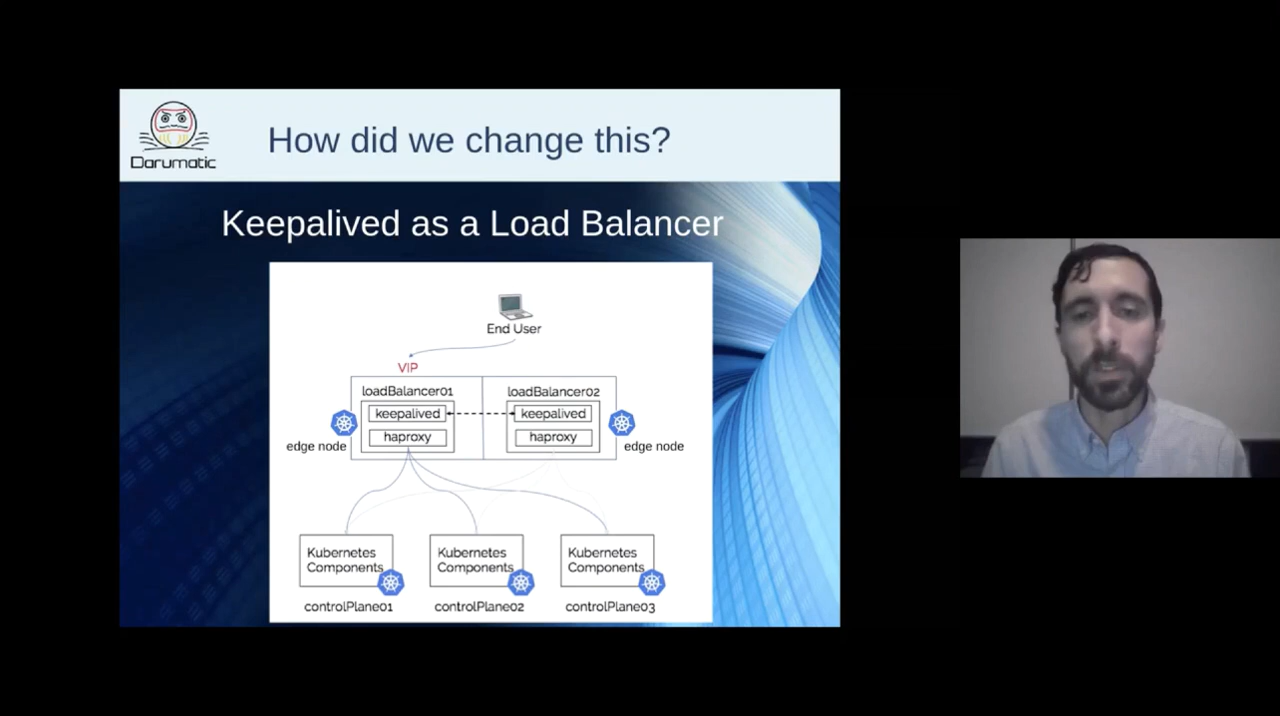 Darumatic
How did we change this?
Keepalived as a Load Balancer
End User
VIP
loadBalancer01
loadBalancer02
keepalived
keepalived
haproxy
haproxy
edge node
edge node
Kubernetes
Components
Kubernetes
Components
Kubernetes
Components
controlPlane01
controlPlane02
controlPlane03